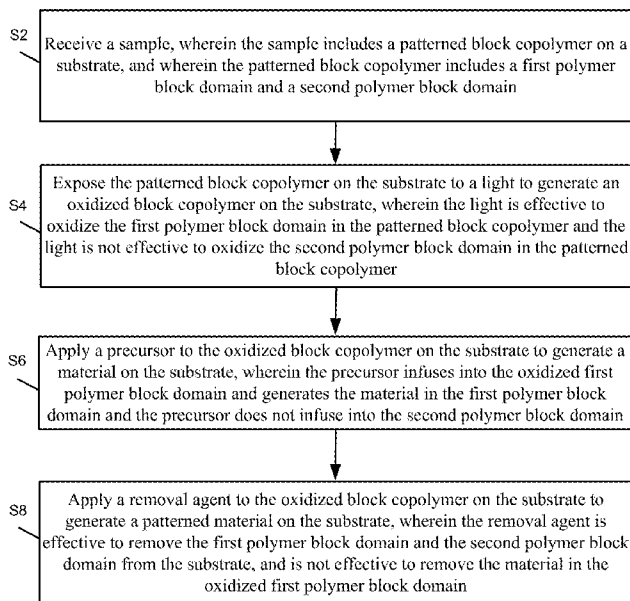 S2
Receive a sample, wherein the sample includes a patterned block copolymer on a
substrate, and wherein the patterned block copolymer includes a first polymer
block domain and a second polymer block domain
S4
Expose the patterned block copolymer on the substrate to a light to generate an
oxidized block copolymer on the substrate, wherein the light is effective to
oxidize the first polymer block domain in the patterned block copolymer and the
light is not effective to oxidize the second polymer block domain in the patterned
block copolymer
S6
Apply a precursor to the oxidized block copolymer on the substrate to generate a
material on the substrate, wherein the precursor infuses into the oxidized first
polymer block domain and generates the material in the first polymer block
domain and the precursor does not infuse into the second polymer block domain
S8
Apply a removal agent to the oxidized block copolymer on the substrate to
generate a patterned material on the substrate, wherein the removal agent is
effective to remove the first polymer block domain and the second polymer block
domain from the substrate, and is not effective to remove the material in the
oxidized first polymer block domain